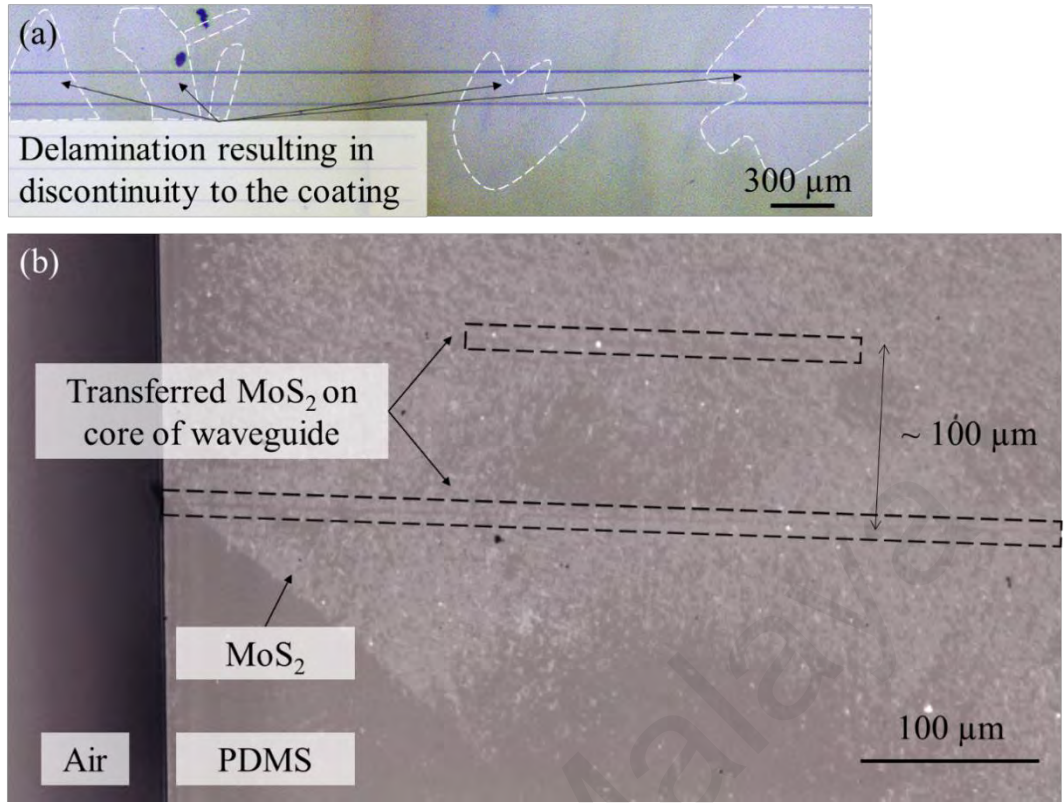 (a)
Delamination resulting in
discontinuity to the coating
300 µm
(b)
Transferred MoS₂ on
core of waveguide
~ 100 µm
MoS₂
100 µm
Air
PDMS
Malaya